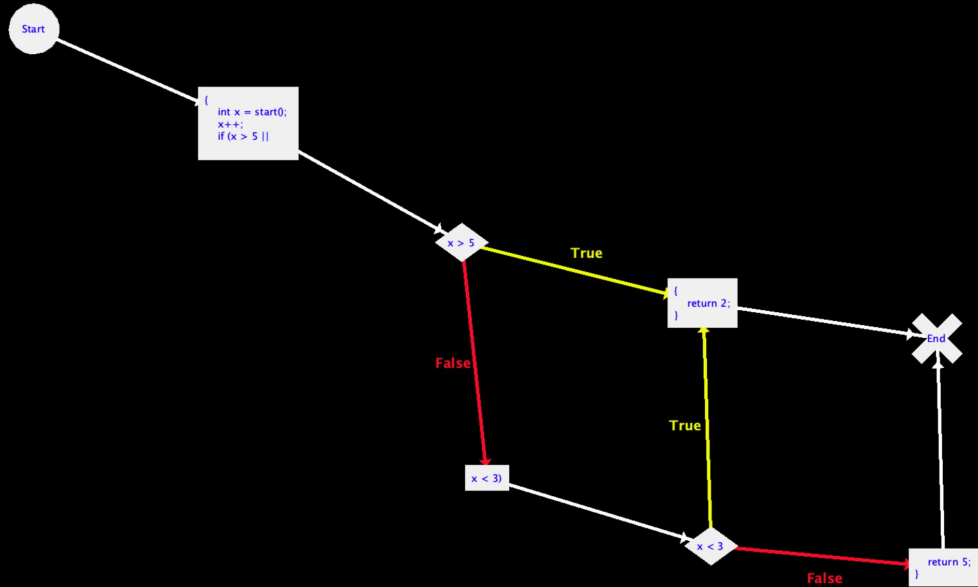 Start
{
int x = start();
x++;
if (x > 5 ||
x > 5
True
{
return 2;
}
End
False
True
x < 3)
x < 3
False
return 5;
}